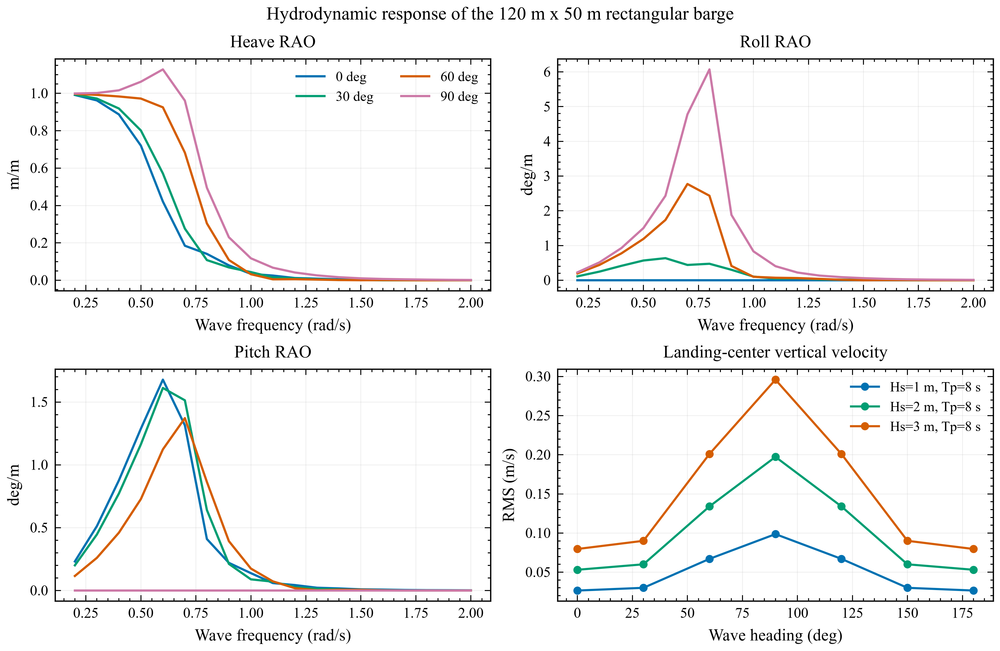 Hydrodynamic response of the 120 m x 50 m rectangular barge
Heave RAO
m/m
1.0
0.8
0.6
0.4
0.2
0.0
0 deg
30 deg
60 deg
90 deg
0.25 0.50 0.75 1.00 1.25 1.50 1.75 2.00
Wave frequency (rad/s)
Roll RAO
deg/m
6
5
4
3
2
1
0
0.25 0.50 0.75 1.00 1.25 1.50 1.75 2.00
Wave frequency (rad/s)
Pitch RAO
deg/m
1.5
1.0
0.5
0.0
0.25 0.50 0.75 1.00 1.25 1.50 1.75 2.00
Wave frequency (rad/s)
Landing-center vertical velocity
RMS (m/s)
0.30
0.25
0.20
0.15
0.10
0.05
Hs=1 m, Tp=8 s
Hs=2 m, Tp=8 s
Hs=3 m, Tp=8 s
0 25 50 75 100 125 150 175
Wave heading (deg)